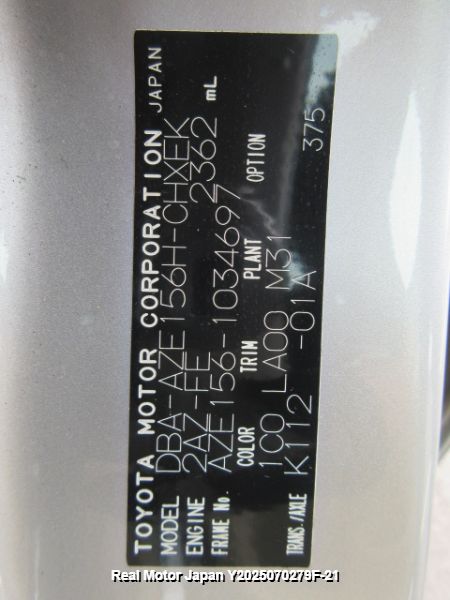 TOYOTA MOTOR CORPORATION JAPAN
MODEL DBA-AZE156H-CHXEK
ENGINE 2AZ-FE 2362 mL
FRAME No. AZE156-1034697
COLOR TRIM PLANT OPTION
1C0 LA00 M31
TRANS./AXLE K112 -01A 375
Real Motor Japan Y2025070279F-21